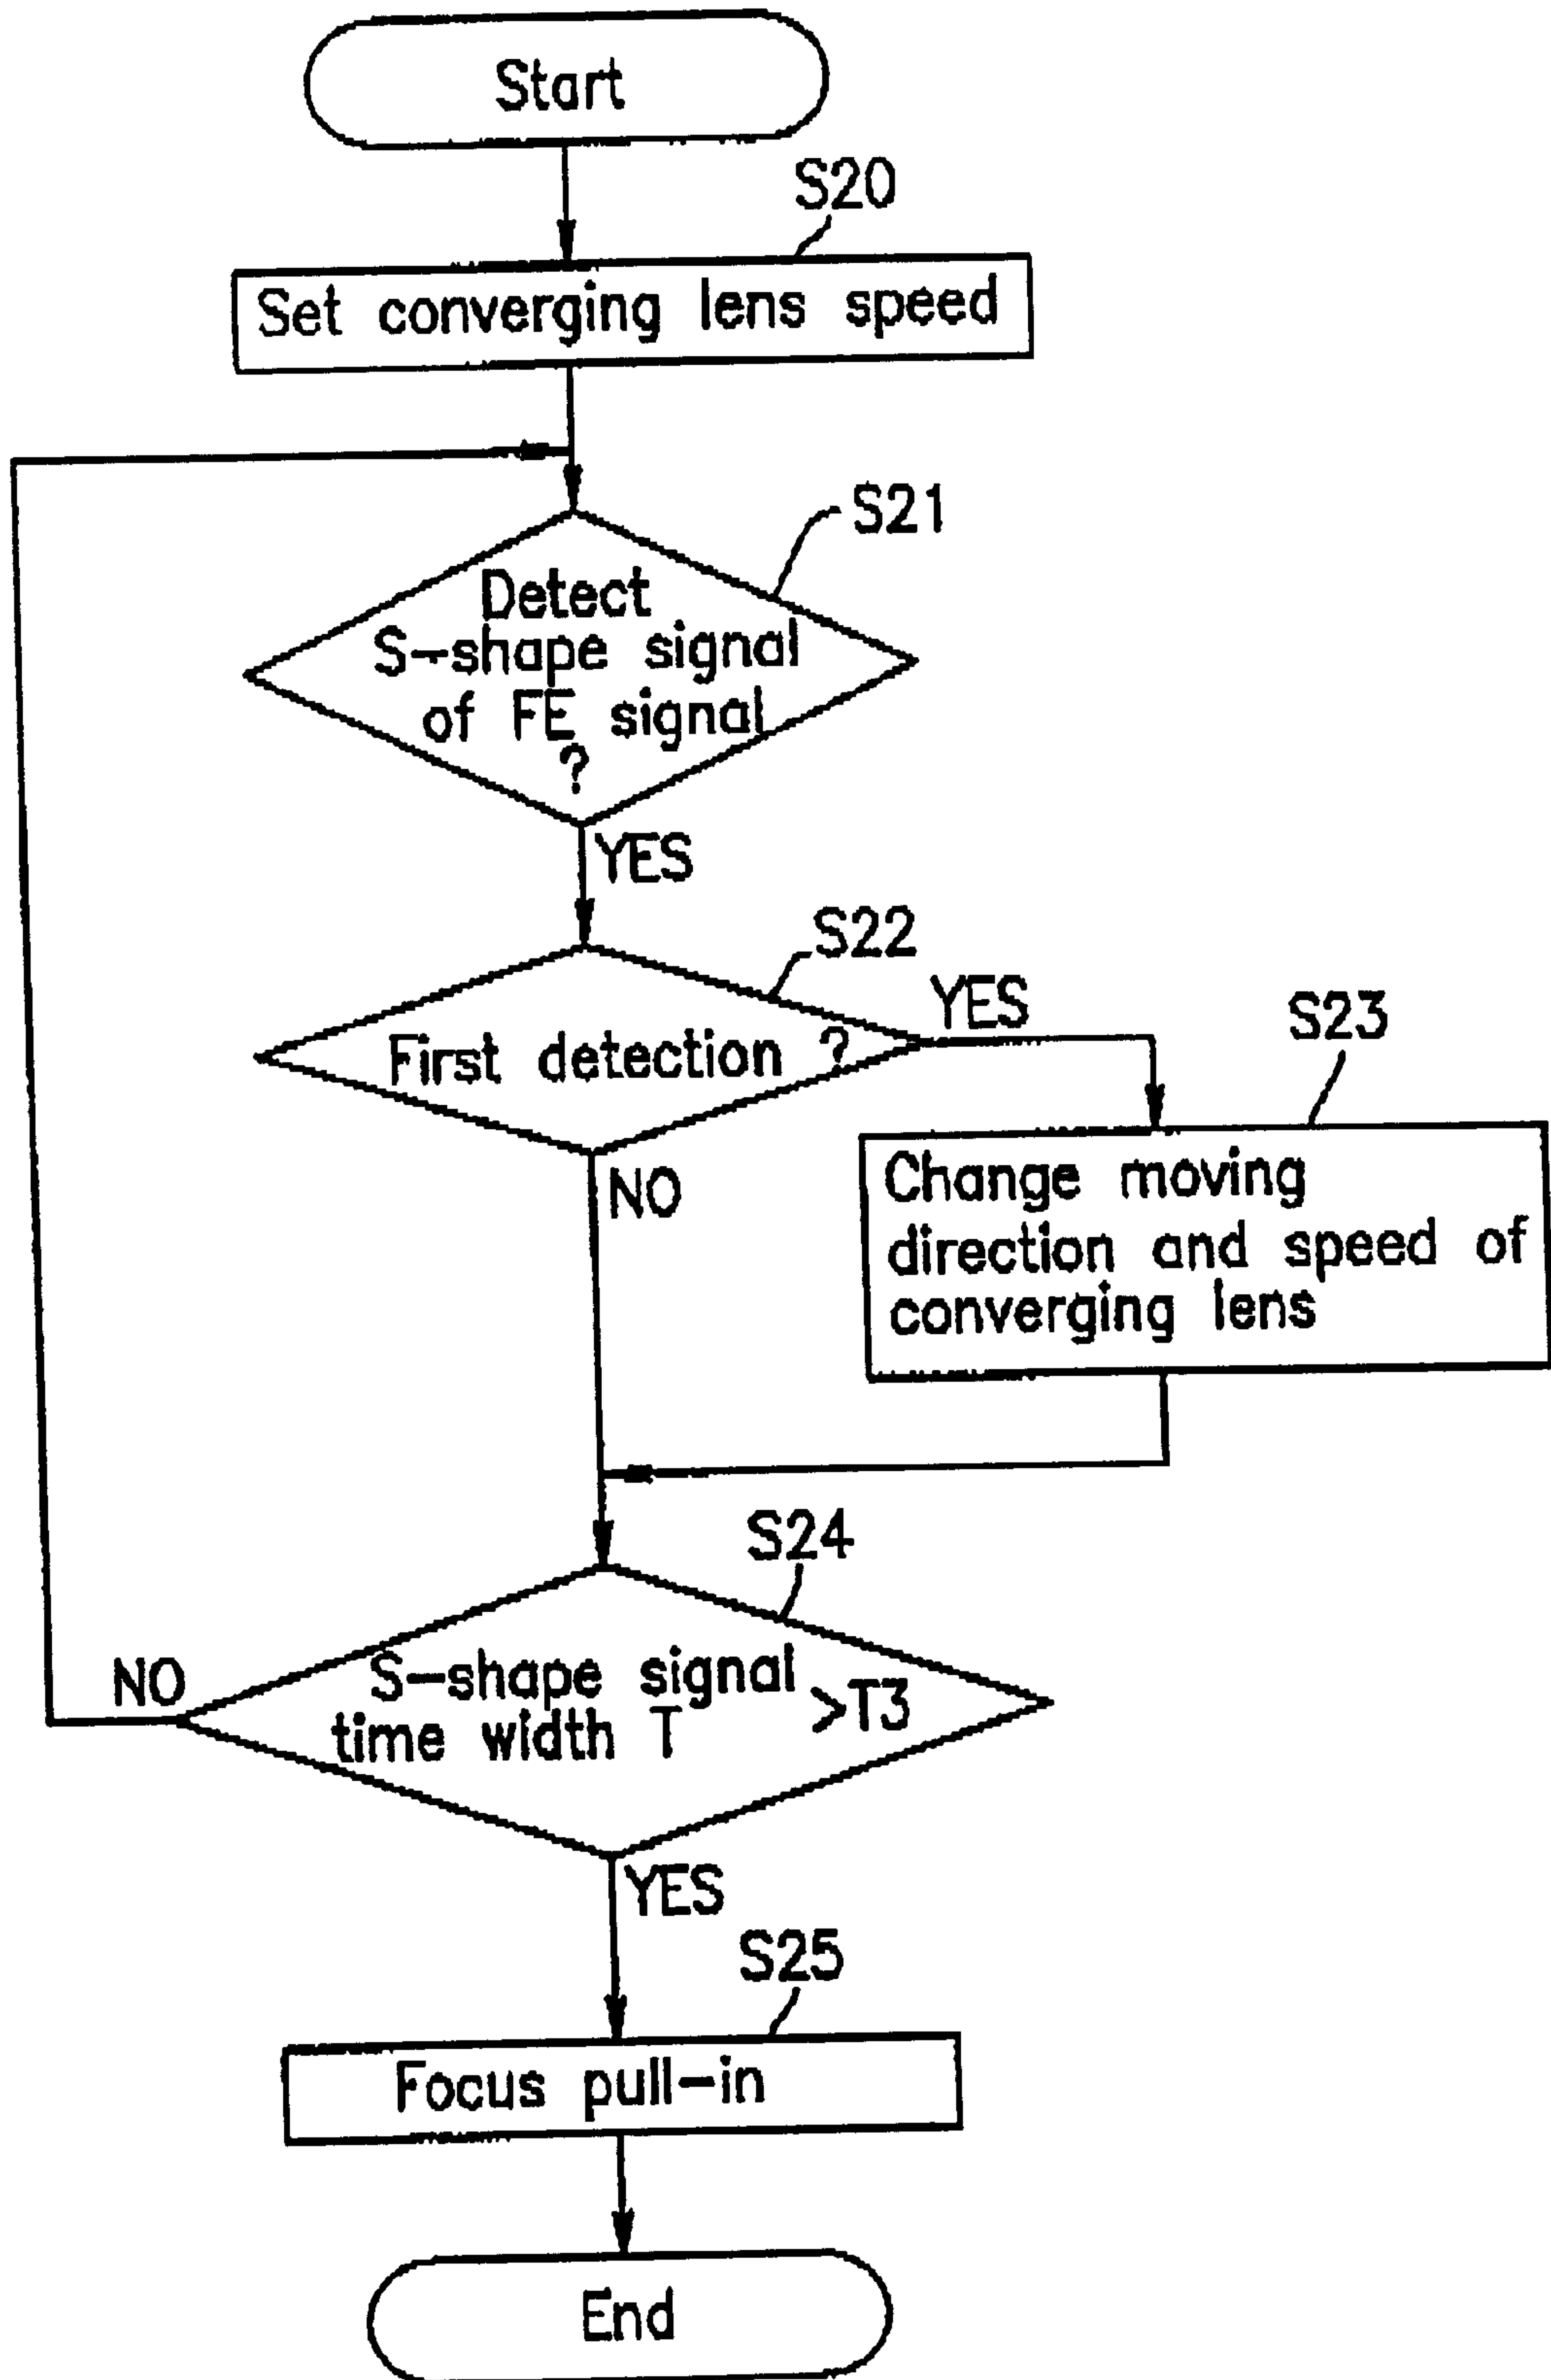 Start
S20
Set converging lens speed
S21
Detect
S-shape signal
of FE signal
?
YES
S22
First detection ?
YES
S23
NO
Change moving
direction and speed of
converging lens
S24
NO
S-shape signal
time width T
>T3
YES
S25
Focus pull-in
End